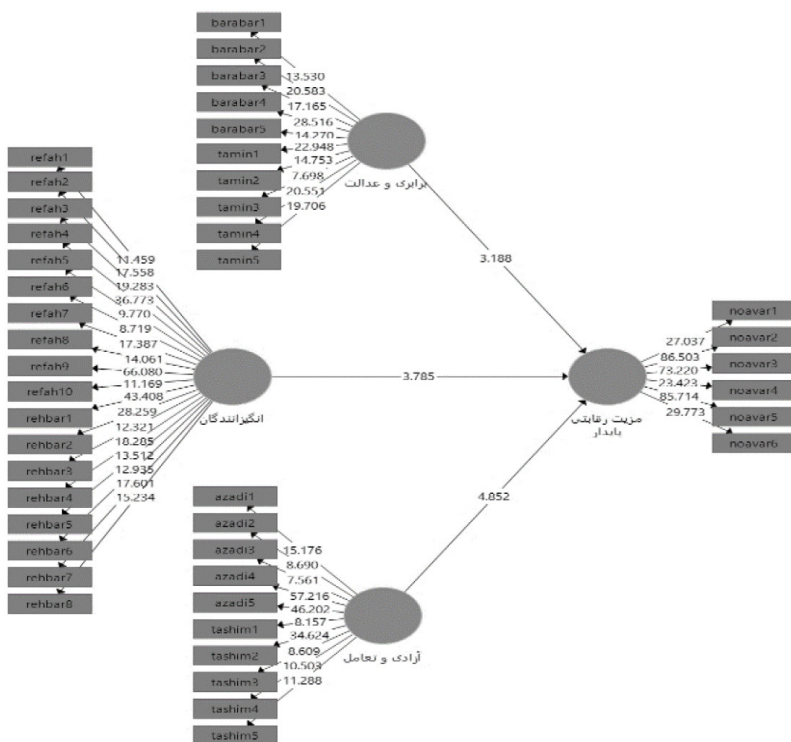 barabar1
barabar2
barabar3
barabar4
barabar5
tamin1
tamin2
tamin3
tamin4
tamin5
13.530
20.583
17.165
28.516
14.270
22.948
14.753
7.698
20.551
19.706
برابری و عدالت
3.188
refah1
refah2
refah3
refah4
refah5
refah6
refah7
refah8
refah9
refah10
rehbar1
rehbar2
rehbar3
rehbar4
rehbar5
rehbar6
rehbar7
rehbar8
11.459
17.558
19.283
36.773
9.770
8.719
17.387
14.061
66.080
11.169
43.408
28.259
12.321
18.285
13.512
12.935
17.601
15.234
انگیزانندگان
3.785
noavar1
noavar2
noavar3
noavar4
noavar5
noavar6
27.037
86.503
73.220
23.423
85.714
29.773
مزیت رقابتی
پایدار
4.852
azadi1
azadi2
azadi3
azadi4
azadi5
tashim1
tashim2
tashim3
tashim4
tashim5
15.176
8.690
7.561
57.216
46.202
8.157
34.624
8.609
10.503
11.288
آزادی و تعامل